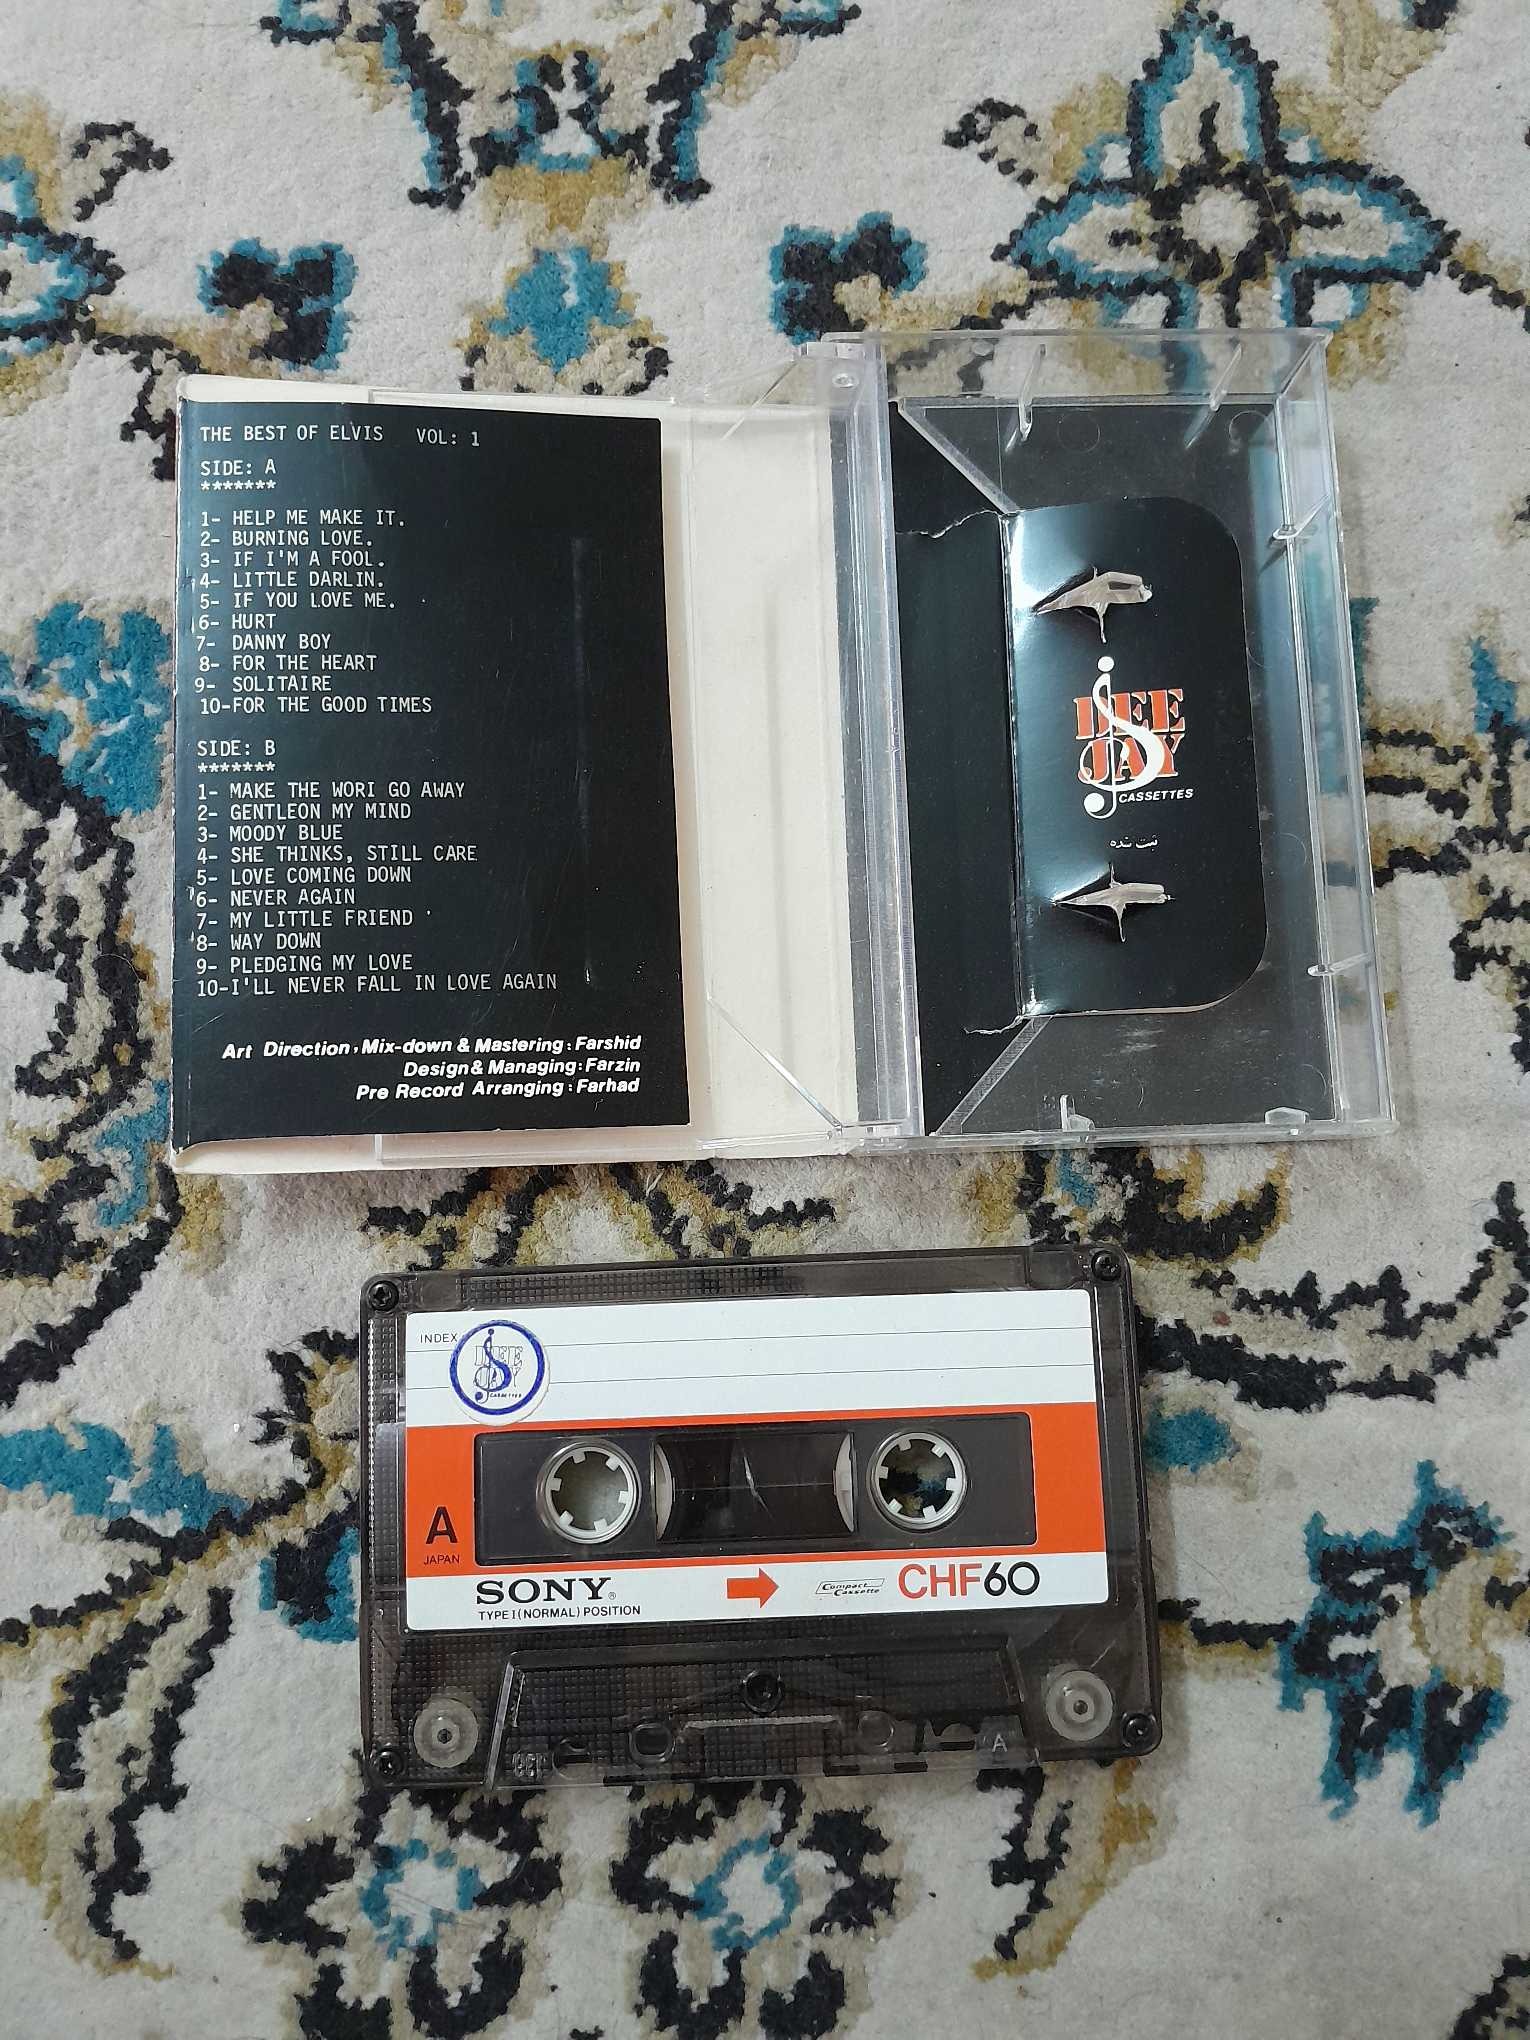 THE BEST OF ELVIS VOL: 1
SIDE: A
*******
1- HELP ME MAKE IT.
2- BURNING LOVE.
3- IF I'M A FOOL.
4- LITTLE DARLIN.
5- IF YOU LOVE ME.
6- HURT
7- DANNY BOY
8- FOR THE HEART
9- SOLITAIRE
10-FOR THE GOOD TIMES
SIDE: B
*******
1- MAKE THE WORI GO AWAY
2- GENTLEON MY MIND
3- MOODY BLUE
4- SHE THINKS, STILL CARE
5- LOVE COMING DOWN
6- NEVER AGAIN
7- MY LITTLE FRIEND
8- WAY DOWN
9- PLEDGING MY LOVE
10-I'LL NEVER FALL IN LOVE AGAIN
Art Direction, Mix-down & Mastering : Farshid
Design & Managing : Farzin
Pre Record Arranging : Farhad
DEE
JAY
CASSETTES
ثبت شده
INDEX
DEE
JAY
CASSETTES
A
JAPAN
SONY®
TYPE I (NORMAL) POSITION
Compact
Cassette
CHF60
A